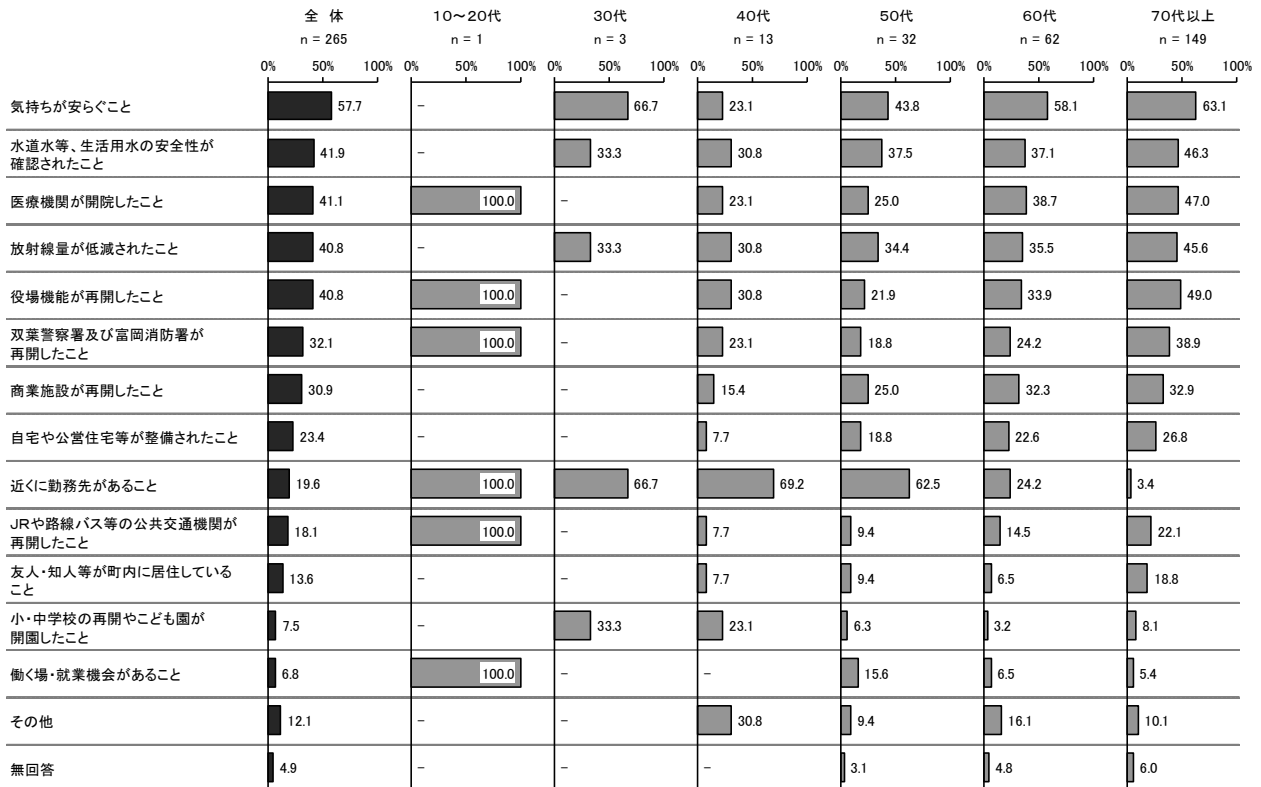 全 体 10～20代 30代 40代 50代 60代 70代以上
n = 265 n = 1 n = 3 n = 13 n = 32 n = 62 n = 149
0% 50% 100% 0% 50% 100% 0% 50% 100% 0% 50% 100% 0% 50% 100% 0% 50% 100% 0% 50% 100%
気持ちが安らぐこと 57.7 － 66.7 23.1 43.8 58.1 63.1
水道水等、生活用水の安全性が
確認されたこと 41.9 － 33.3 30.8 37.5 37.1 46.3
医療機関が開院したこと 41.1 100.0 － 23.1 25.0 38.7 47.0
放射線量が低減されたこと 40.8 － 33.3 30.8 34.4 35.5 45.6
役場機能が再開したこと 40.8 100.0 － 30.8 21.9 33.9 49.0
双葉警察署及び富岡消防署が
再開したこと 32.1 100.0 － 23.1 18.8 24.2 38.9
商業施設が再開したこと 30.9 － － 15.4 25.0 32.3 32.9
自宅や公営住宅等が整備されたこと 23.4 － － 7.7 18.8 22.6 26.8
近くに勤務先があること 19.6 100.0 66.7 69.2 62.5 24.2 3.4
JRや路線バス等の公共交通機関が
再開したこと 18.1 100.0 － 7.7 9.4 14.5 22.1
友人・知人等が町内に居住している
こと 13.6 － － 7.7 9.4 6.5 18.8
小・中学校の再開やこども園が
開園したこと 7.5 － 33.3 23.1 6.3 3.2 8.1
働く場・就業機会があること 6.8 100.0 － － 15.6 6.5 5.4
その他 12.1 － － 30.8 9.4 16.1 10.1
無回答 4.9 － － － 3.1 4.8 6.0